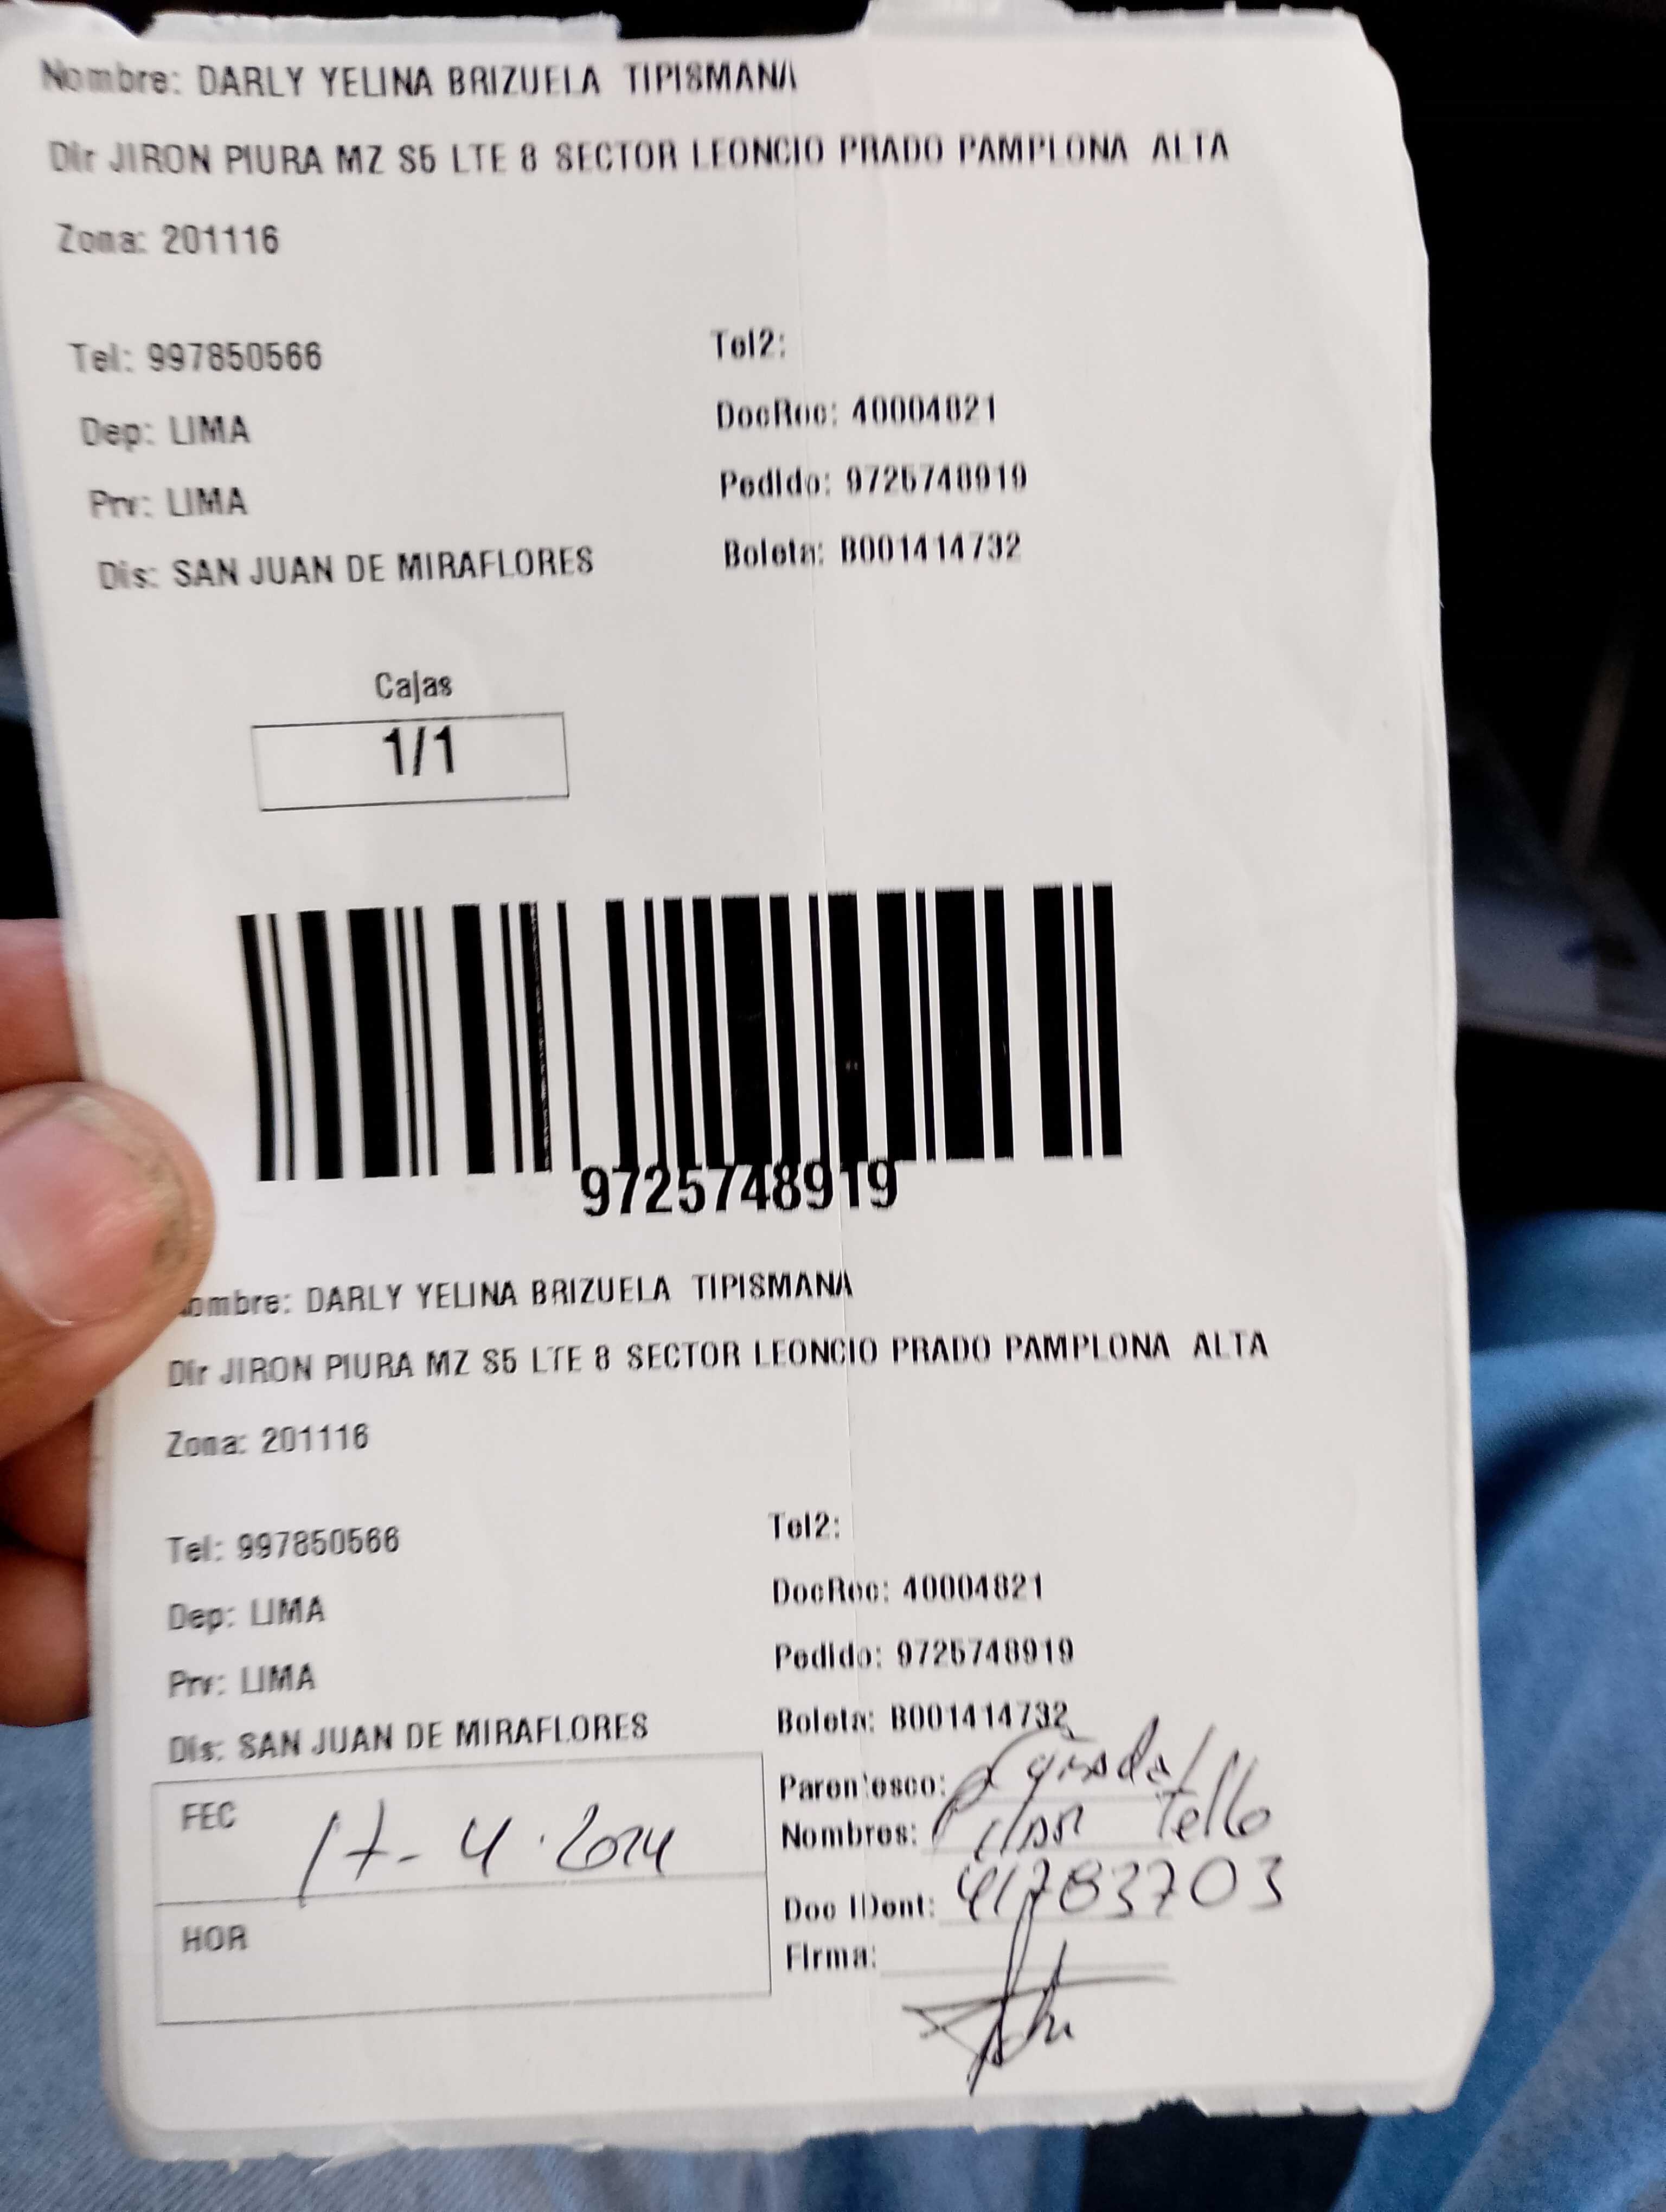 Nombre: DARLY YELINA BRIZUELA TIPISMANA
Dir JIRON PIURA MZ S5 LTE 8 SECTOR LEONCIO PRADO PAMPLONA ALTA
Zona: 201116
Tel: 997850566
Tel2:
Dep: LIMA
DocRoc: 40004821
Prv: LIMA
Pedido: 9725748919
Dis: SAN JUAN DE MIRAFLORES
Boleta: B001414732
Cajas
1/1
9725748919
ombre: DARLY YELINA BRIZUELA TIPISMANA
Dir JIRON PIURA MZ S5 LTE 8 SECTOR LEONCIO PRADO PAMPLONA ALTA
Zona: 201116
Tel: 997850566
Tel2:
Dep: LIMA
DocRoc: 40004821
Prv: LIMA
Pedido: 9725748919
Dis: SAN JUAN DE MIRAFLORES
Boleta: B001414732
Parentesco:
Nombres: Tello
Doc IDent: 41783703
Firma:
FEC 17-4.2024
HOR